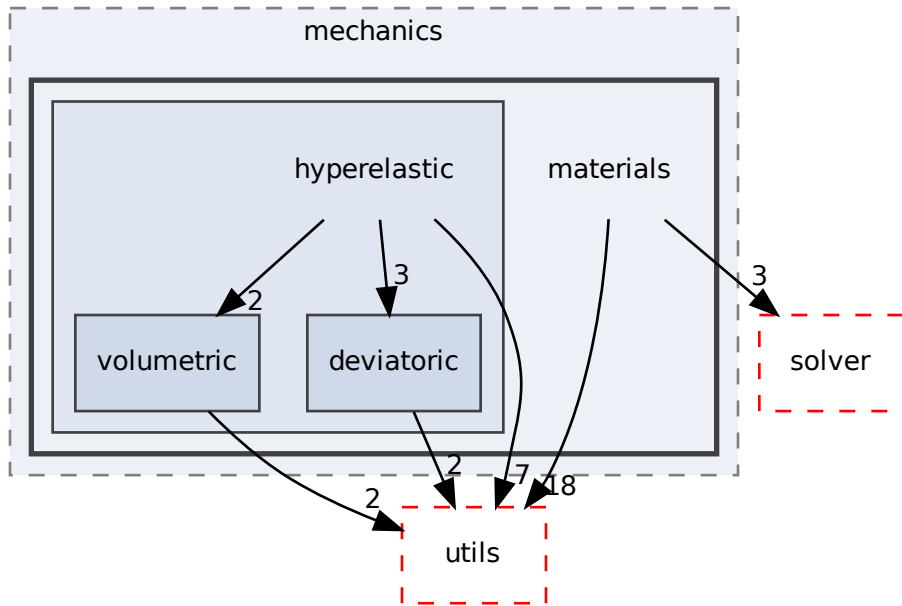 mechanics
hyperelastic
materials
2
3
3
volumetric
deviatoric
solver
2
2
7
18
utils